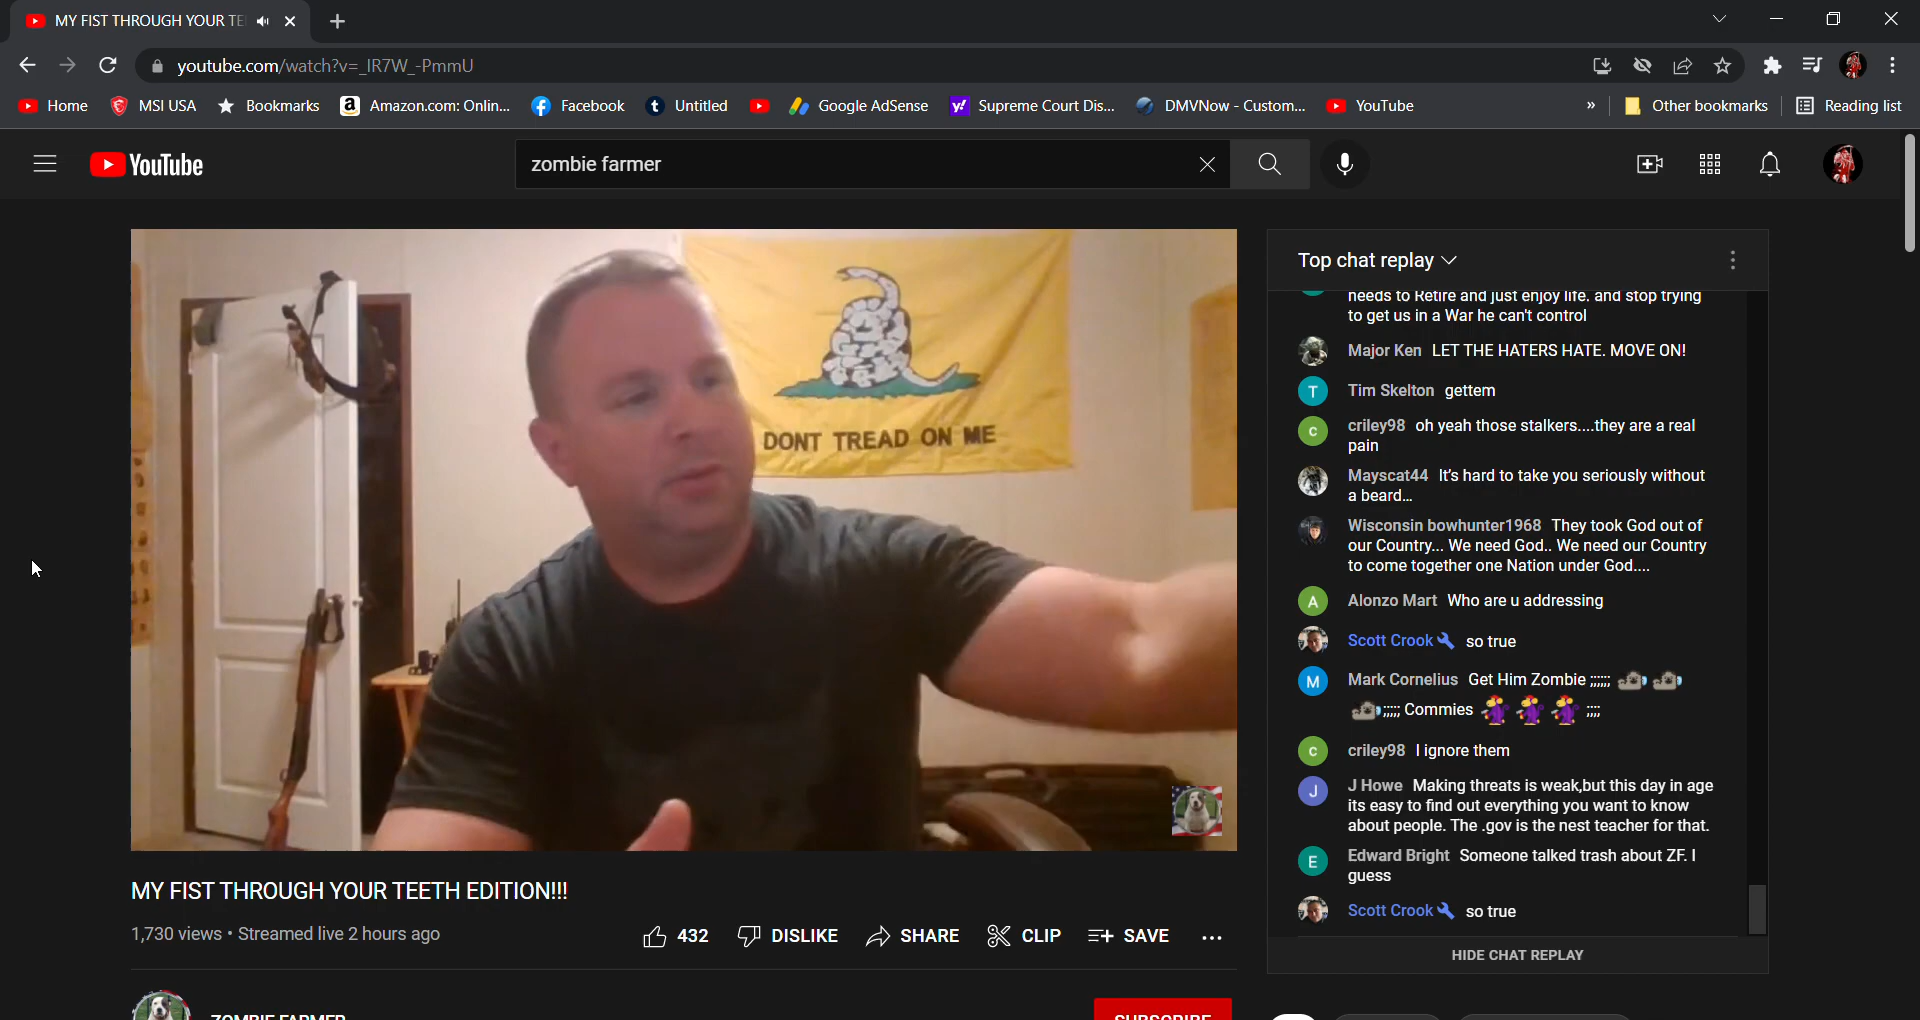 MY FIST THROUGH YOUR TE
youtube.com/watch?v=_IR7W_-PmmU
Home
MSI USA
Bookmarks
Amazon.com: Onlin...
Facebook
Untitled
Google AdSense
Supreme Court Dis...
DMVNow - Custom...
YouTube
»
Other bookmarks
Reading list
YouTube
zombie farmer
DONT TREAD ON ME
Top chat replay
needs to Retire and just enjoy life. and stop trying
to get us in a War he can't control
Major Ken LET THE HATERS HATE. MOVE ON!
T Tim Skelton gettem
C criley98 oh yeah those stalkers....they are a real
pain
Mayscat44 It's hard to take you seriously without
a beard...
Wisconsin bowhunter1968 They took God out of
our Country... We need God.. We need our Country
to come together one Nation under God....
A Alonzo Mart Who are u addressing
Scott Crook so true
M Mark Cornelius Get Him Zombie ;;;;;;
;;;;; Commies ;;;;
C criley98 I ignore them
J J Howe Making threats is weak,but this day in age
its easy to find out everything you want to know
about people. The .gov is the nest teacher for that.
E Edward Bright Someone talked trash about ZF. I
guess
Scott Crook so true
HIDE CHAT REPLAY
MY FIST THROUGH YOUR TEETH EDITION!!!
1,730 views • Streamed live 2 hours ago
432
DISLIKE
SHARE
CLIP
SAVE
ZOMBIE FARMER
SUBSCRIBE